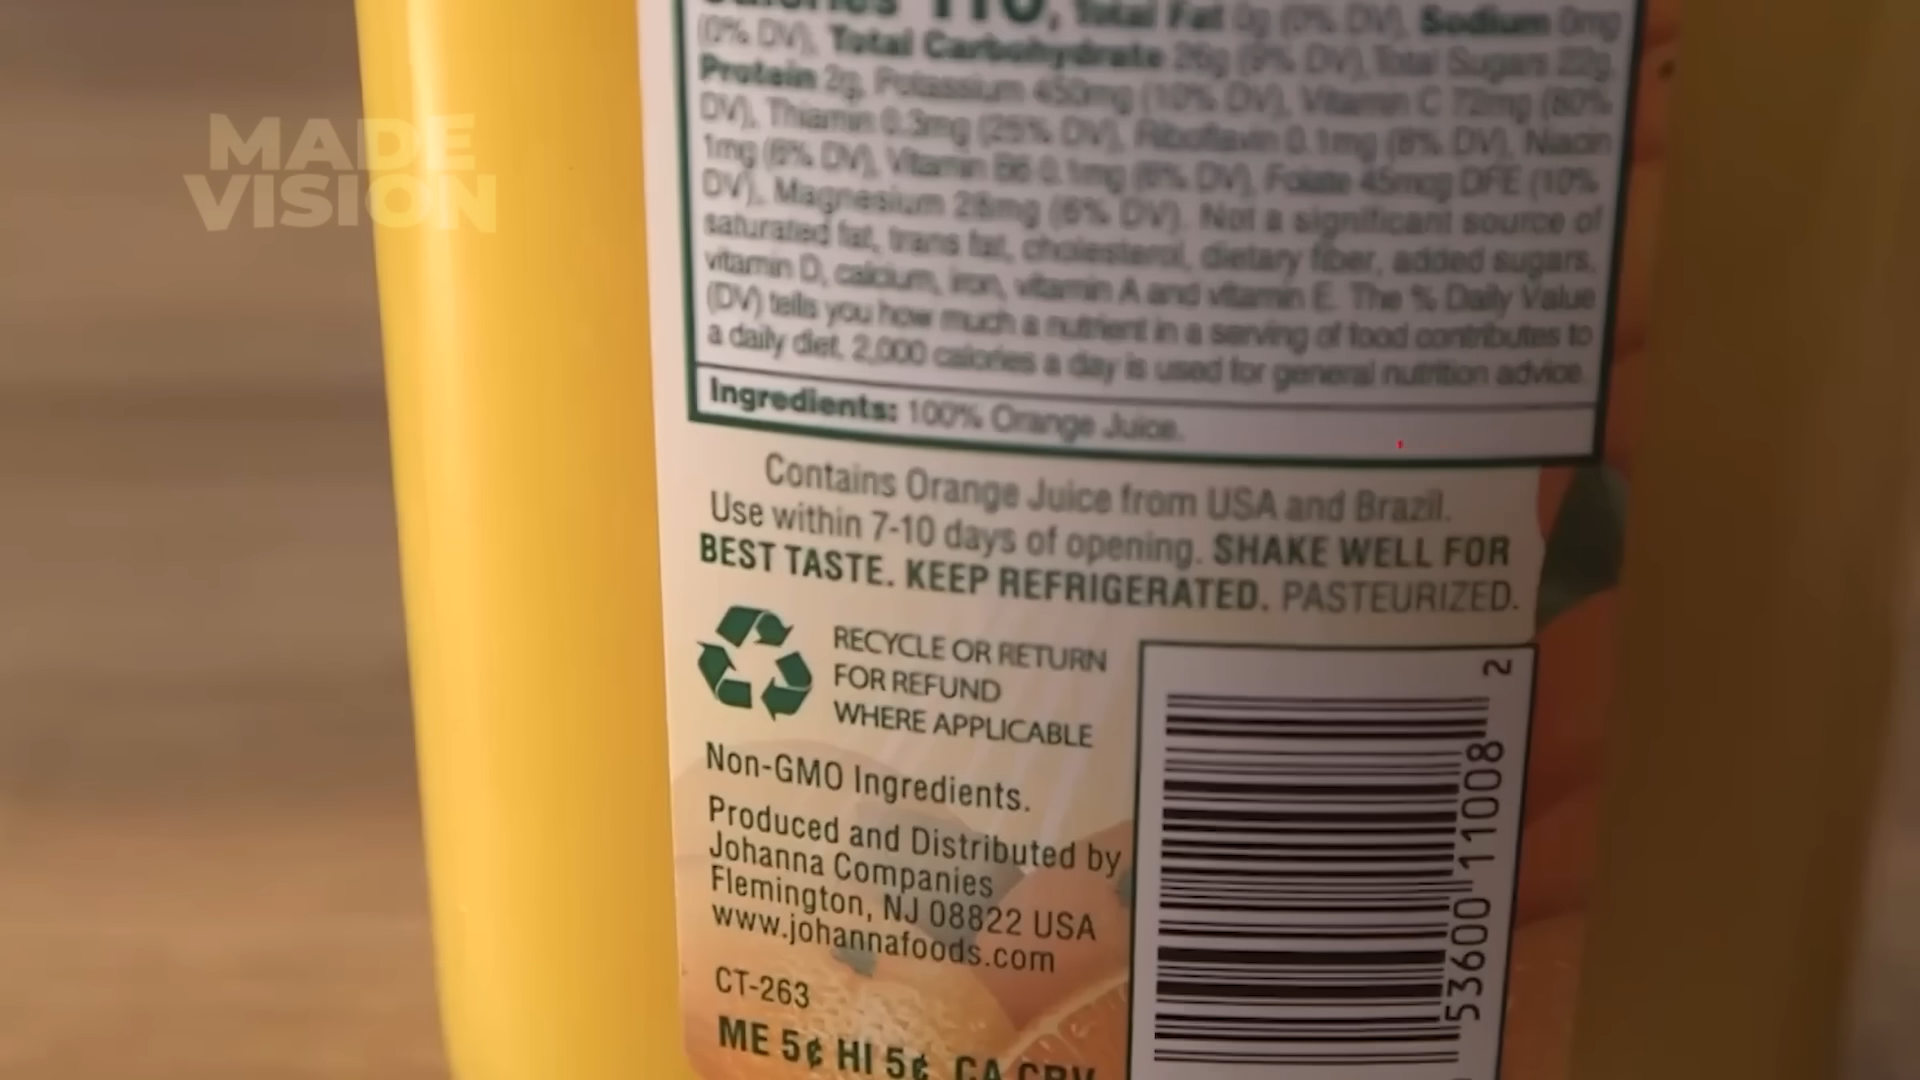 MADE
VISION
Calories 110, Total Fat 0g (0% DV), Sodium 0mg
(0% DV), Total Carbohydrate 26g (9% DV), Total Sugars 22g,
Protein 2g, Potassium 450mg (10% DV), Vitamin C 72mg (80%
DV), Thiamin 0.3mg (25% DV), Riboflavin 0.1mg (8% DV), Niacin
1mg (6% DV), Vitamin B6 0.1mg (6% DV), Folate 45mcg DFE (10%
DV), Magnesium 26mg (6% DV). Not a significant source of
saturated fat, trans fat, cholesterol, dietary fiber, added sugars,
vitamin D, calcium, iron, vitamin A and vitamin E. The % Daily Value
(DV) tells you how much a nutrient in a serving of food contributes to
a daily diet. 2,000 calories a day is used for general nutrition advice.
Ingredients: 100% Orange Juice.
Contains Orange Juice from USA and Brazil.
Use within 7-10 days of opening. SHAKE WELL FOR
BEST TASTE. KEEP REFRIGERATED. PASTEURIZED.
RECYCLE OR RETURN
FOR REFUND
WHERE APPLICABLE
Non-GMO Ingredients.
Produced and Distributed by
Johanna Companies
Flemington, NJ 08822 USA
www.johannafoods.com
CT-263
ME 5¢ HI 5¢ CA CRV
53600 11008 2